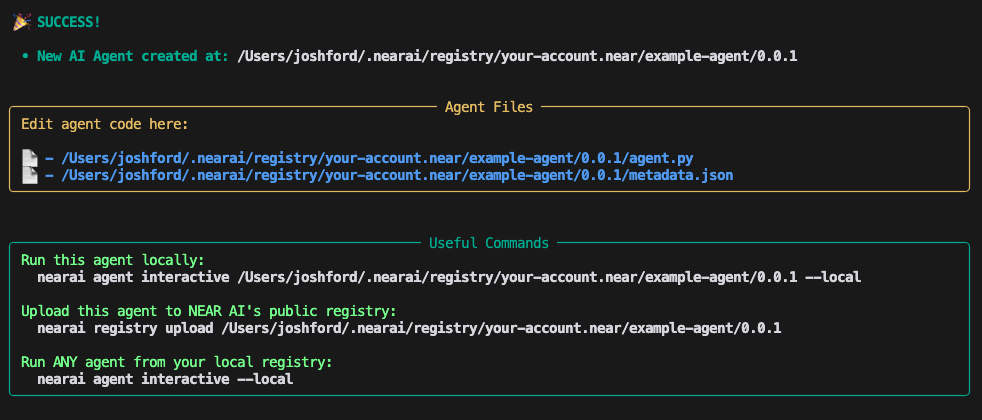 🎉 SUCCESS!
• New AI Agent created at: /Users/joshford/.nearai/registry/your-account.near/example-agent/0.0.1
Agent Files
Edit agent code here:
📄 - /Users/joshford/.nearai/registry/your-account.near/example-agent/0.0.1/agent.py
📄 - /Users/joshford/.nearai/registry/your-account.near/example-agent/0.0.1/metadata.json
Useful Commands
Run this agent locally:
nearai agent interactive /Users/joshford/.nearai/registry/your-account.near/example-agent/0.0.1 --local
Upload this agent to NEAR AI's public registry:
nearai registry upload /Users/joshford/.nearai/registry/your-account.near/example-agent/0.0.1
Run ANY agent from your local registry:
nearai agent interactive --local